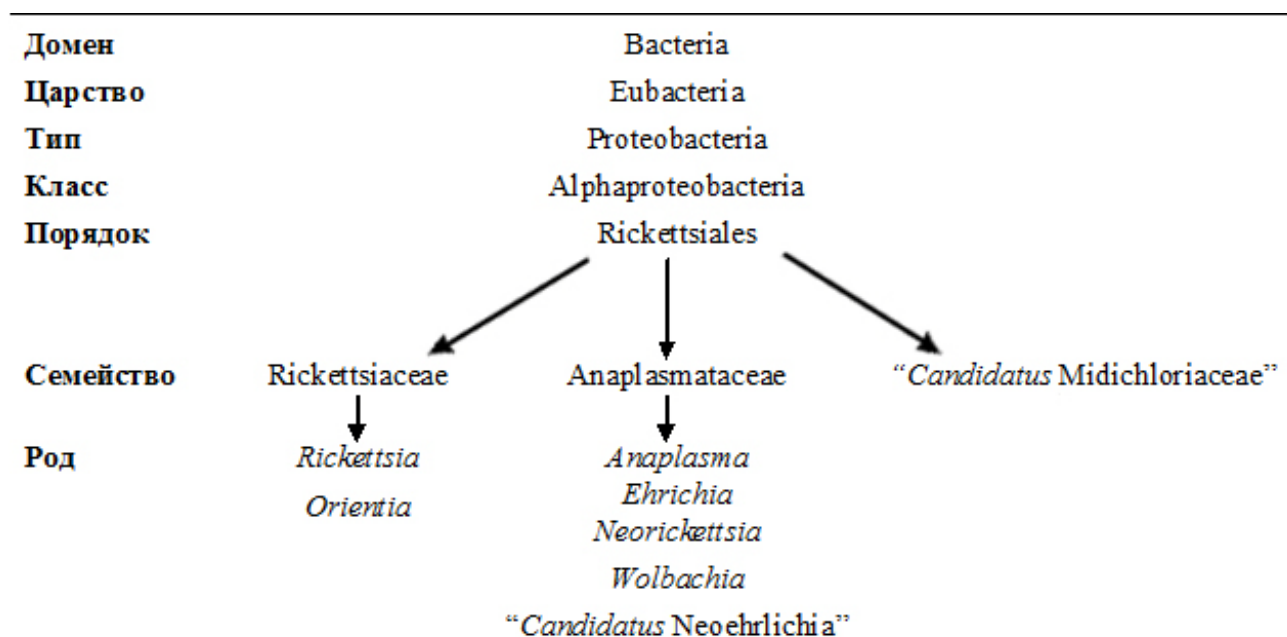 Домен Bacteria
Царство Eubacteria
Тип Proteobacteria
Класс Alphaproteobacteria
Порядок Rickettsiales
Семейство Rickettsiaceae Anaplasmataceae “Candidatus Midichloriaceae”
Род Rickettsia Anaplasma
Ehrichia
Orientia
Neorickettsia
Wolbachia
“Candidatus Neoehrlichia”